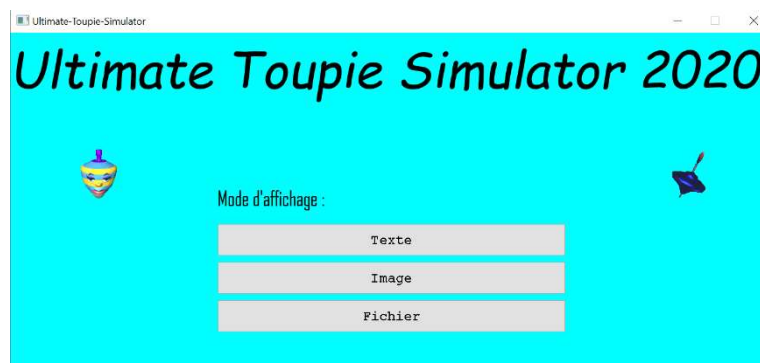 Ultimate-Toupie-Simulator
Ultimate Toupie Simulator 2020
Mode d'affichage :
Texte
Image
Fichier